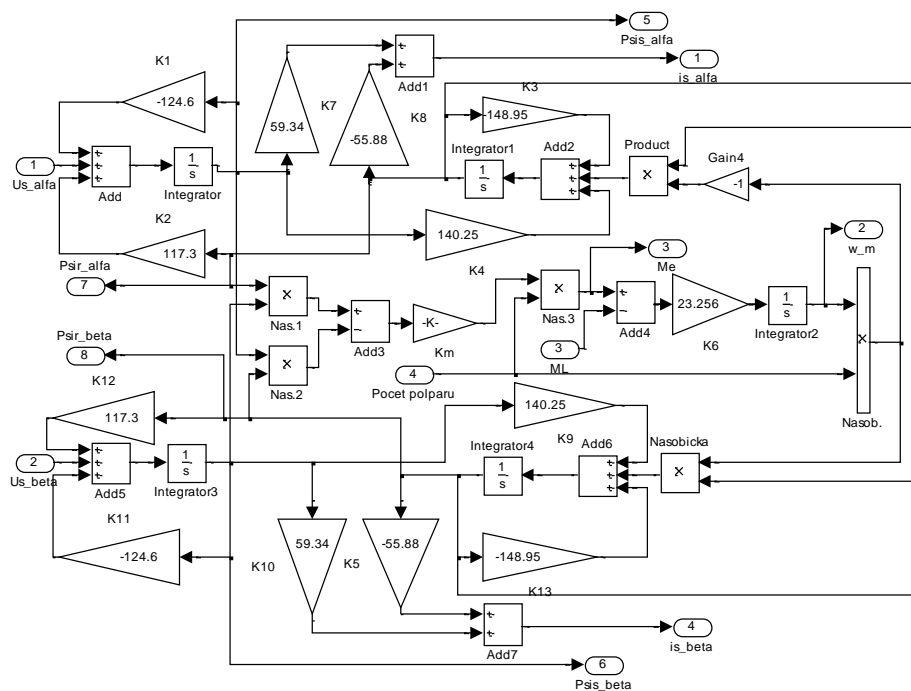 5
Psis_alfa
K1
1
is_alfa
Add1
K3
-124.6
K7
59.34
-55.88
K8
-148.95
Integrator1
Add2
Product
Gain4
1
Us_alfa
1
s
Integrator
Add
1
s
-1
K2
117.3
140.25
2
w_m
Psir_alfa
7
K4
3
Me
Nas.1
Add3
-K-
Km
Nas.3
Add4
23.256
K6
1
s
Integrator2
Psir_beta
8
3
ML
K12
Nas.2
4
Pocet polparu
117.3
140.25
Nasob.
K9
Integrator4
Add6
Nasobicka
2
Us_beta
Add5
1
s
Integrator3
1
s
K11
-124.6
K10
59.34
K5
-55.88
-148.95
K13
Add7
4
is_beta
6
Psis_beta